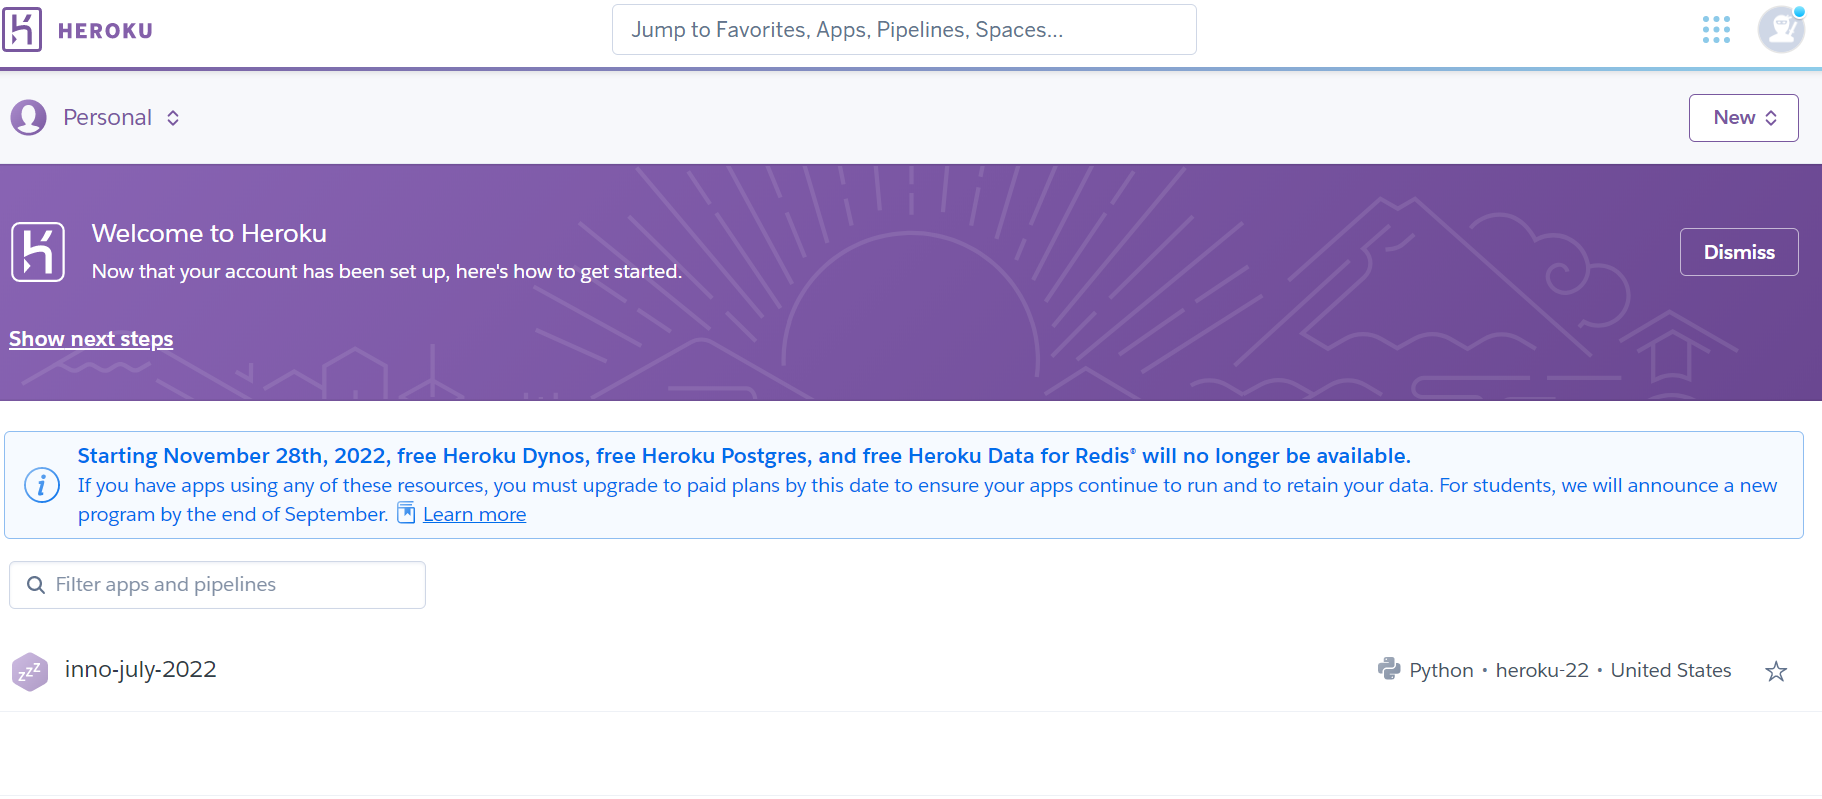 HEROKU
Jump to Favorites, Apps, Pipelines, Spaces...
Personal
New
Welcome to Heroku
Now that your account has been set up, here's how to get started.
Dismiss
Show next steps
Starting November 28th, 2022, free Heroku Dynos, free Heroku Postgres, and free Heroku Data for Redis® will no longer be available.
If you have apps using any of these resources, you must upgrade to paid plans by this date to ensure your apps continue to run and to retain your data. For students, we will announce a new
program by the end of September. Learn more
Filter apps and pipelines
zzZ inno-july-2022
Python • heroku-22 • United States